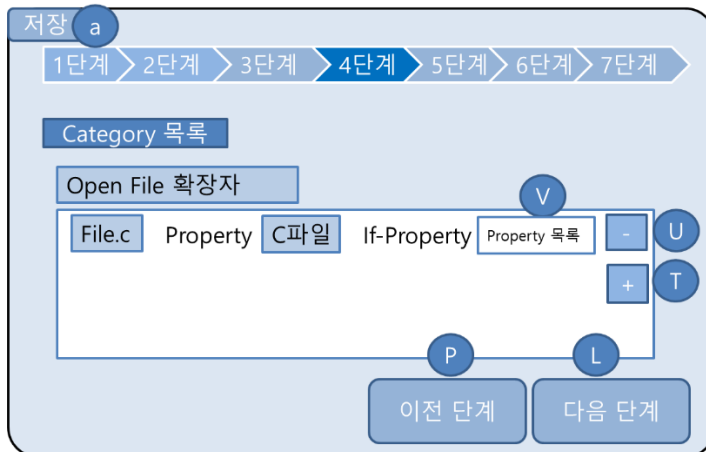 저장 a
1단계 2단계 3단계 4단계 5단계 6단계 7단계
Category 목록
Open File 확장자
V
File.c Property C파일 If-Property Property 목록 - U
+ T
P L
이전 단계 다음 단계